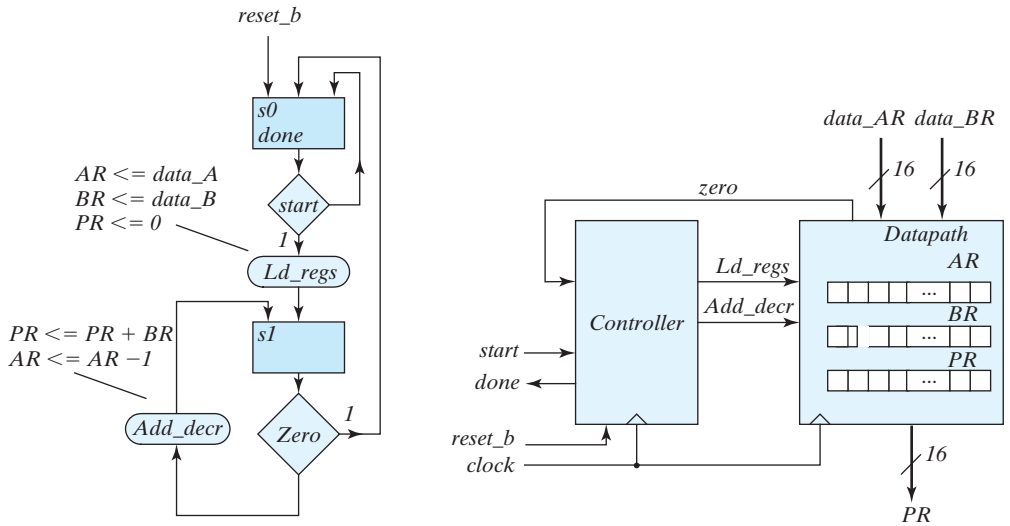 reset_b
s0
done
AR <= data_A
BR <= data_B
PR <= 0
start
1
Ld_regs
PR <= PR + BR
AR <= AR −1
s1
1
Add_decr
Zero
data_AR data_BR
16
16
zero
Datapath
AR
Ld_regs
...
Add_decr
BR
Controller
...
start
PR
done
...
reset_b
clock
16
PR